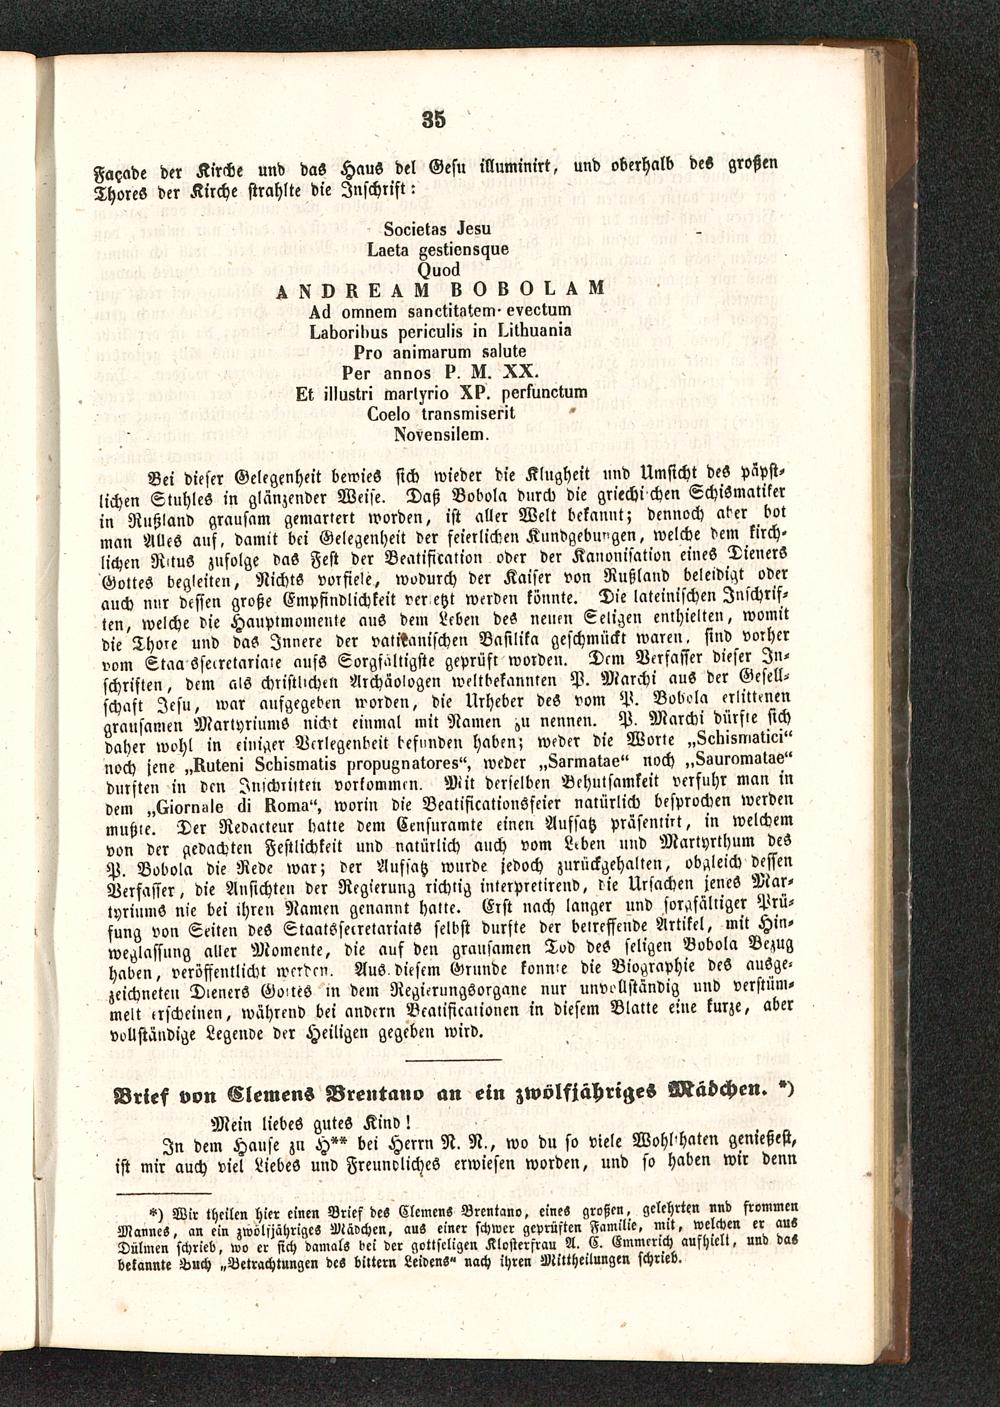 35
Façade der Kirche und das Haus del Gesu illuminirt, und oberhalb des großen
Thores der Kirche strahlte die Inschrift:
Societas Jesu
Laeta gestiensque
Quod
ANDREAM BOBOLAM
Ad omnem sanctitatem evectum
Laboribus periculis in Lithuania
Pro animarum salute
Per annos P. M. XX.
Et illustri martyrio XP. perfunctum
Coelo transmiserit
Novensilem.
Bei dieser Gelegenheit bewies sich wieder die Klugheit und Umsicht des päpst-
lichen Stuhles in glänzender Weise. Daß Bobola durch die griechischen Schismatiker
in Rußland grausam gemartert worden, ist aller Welt bekannt; dennoch aber bot
man Alles auf, damit bei Gelegenheit der feierlichen Kundgebungen, welche dem kirch-
lichen Ritus zufolge das Fest der Beatification oder der Kanonisation eines Dieners
Gottes begleiten, Nichts vorfiele, wodurch der Kaiser von Rußland beleidigt oder
auch nur dessen große Empfindlichkeit verletzt werden könnte. Die lateinischen Inschrif-
ten, welche die Hauptmomente aus dem Leben des neuen Seligen enthielten, womit
die Thore und das Innere der vaticanischen Basilika geschmückt waren, sind vorher
vom Staatssecretariate aufs Sorgfältigste geprüft worden. Dem Verfasser dieser In-
schriften, dem als christlichen Archäologen weltbekannten P. Marchi aus der Gesell-
schaft Jesu, war aufgegeben worden, die Urheber des vom P. Bobola erlittenen
grausamen Martyriums nicht einmal mit Namen zu nennen. P. Marchi dürfte sich
daher wohl in einiger Verlegenheit befunden haben; weder die Worte „Schismatici“
noch jene „Ruteni Schismatis propugnatores“, weder „Sarmatae“ noch „Sauromatae“
durften in den Inschriften vorkommen. Mit derselben Behutsamkeit verfuhr man in
dem „Giornale di Roma“, worin die Beatificationsfeier natürlich besprochen werden
mußte. Der Redacteur hatte dem Censuramte einen Aufsatz präsentirt, in welchem
von der gedachten Festlichkeit und natürlich auch vom Leben und Martyrthum des
P. Bobola die Rede war; der Aufsatz wurde jedoch zurückgehalten, obgleich dessen
Verfasser, die Ansichten der Regierung richtig interpretirend, die Ursachen jenes Mar-
tyriums nie bei ihren Namen genannt hatte. Erst nach langer und sorgfältiger Prü-
fung von Seiten des Staatssecretariats selbst durfte der betreffende Artikel, mit Hin-
weglassung aller Momente, die auf den grausamen Tod des seligen Bobola Bezug
haben, veröffentlicht werden. Aus diesem Grunde konnte die Biographie des ausge-
zeichneten Dieners Gottes in dem Regierungsorgane nur unvollständig und verstüm-
melt erscheinen, während bei andern Beatificationen in diesem Blatte eine kurze, aber
vollständige Legende der Heiligen gegeben wird.
Brief von Clemens Brentano an ein zwölfjähriges Mädchen. *)
Mein liebes gutes Kind!
In dem Hause zu H** bei Herrn N. N., wo du so viele Wohlthaten genießest,
ist mir auch viel Liebes und Freundliches erwiesen worden, und so haben wir denn
*) Wir theilen hier einen Brief des Clemens Brentano, eines großen, gelehrten und frommen
Mannes, an ein zwölfjähriges Mädchen, aus einer schwer geprüften Familie, mit, welchen er aus
Dülmen schrieb, wo er sich damals bei der gottseligen Klosterfrau A. C. Emmerich aufhielt, und das
bekannte Buch „Betrachtungen des bittern Leidens“ nach ihren Mittheilungen schrieb.